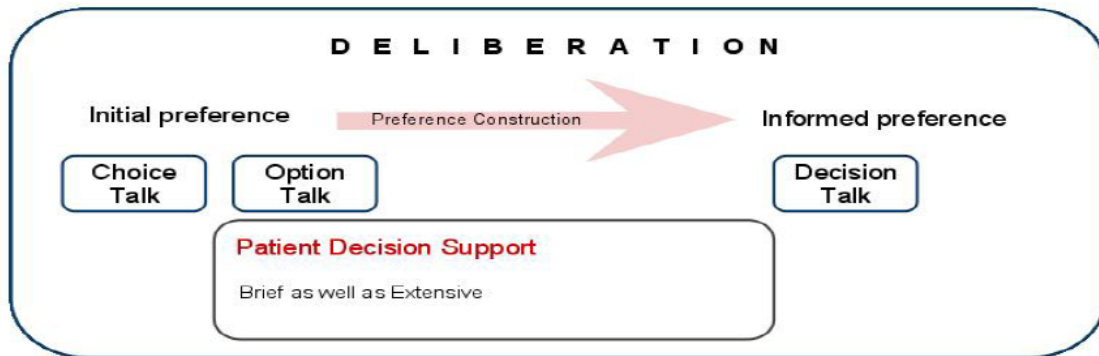 DELIBERATION
Initial preference
Preference Construction
Informed preference
Choice
Talk
Option
Talk
Decision
Talk
Patient Decision Support
Brief as well as Extensive